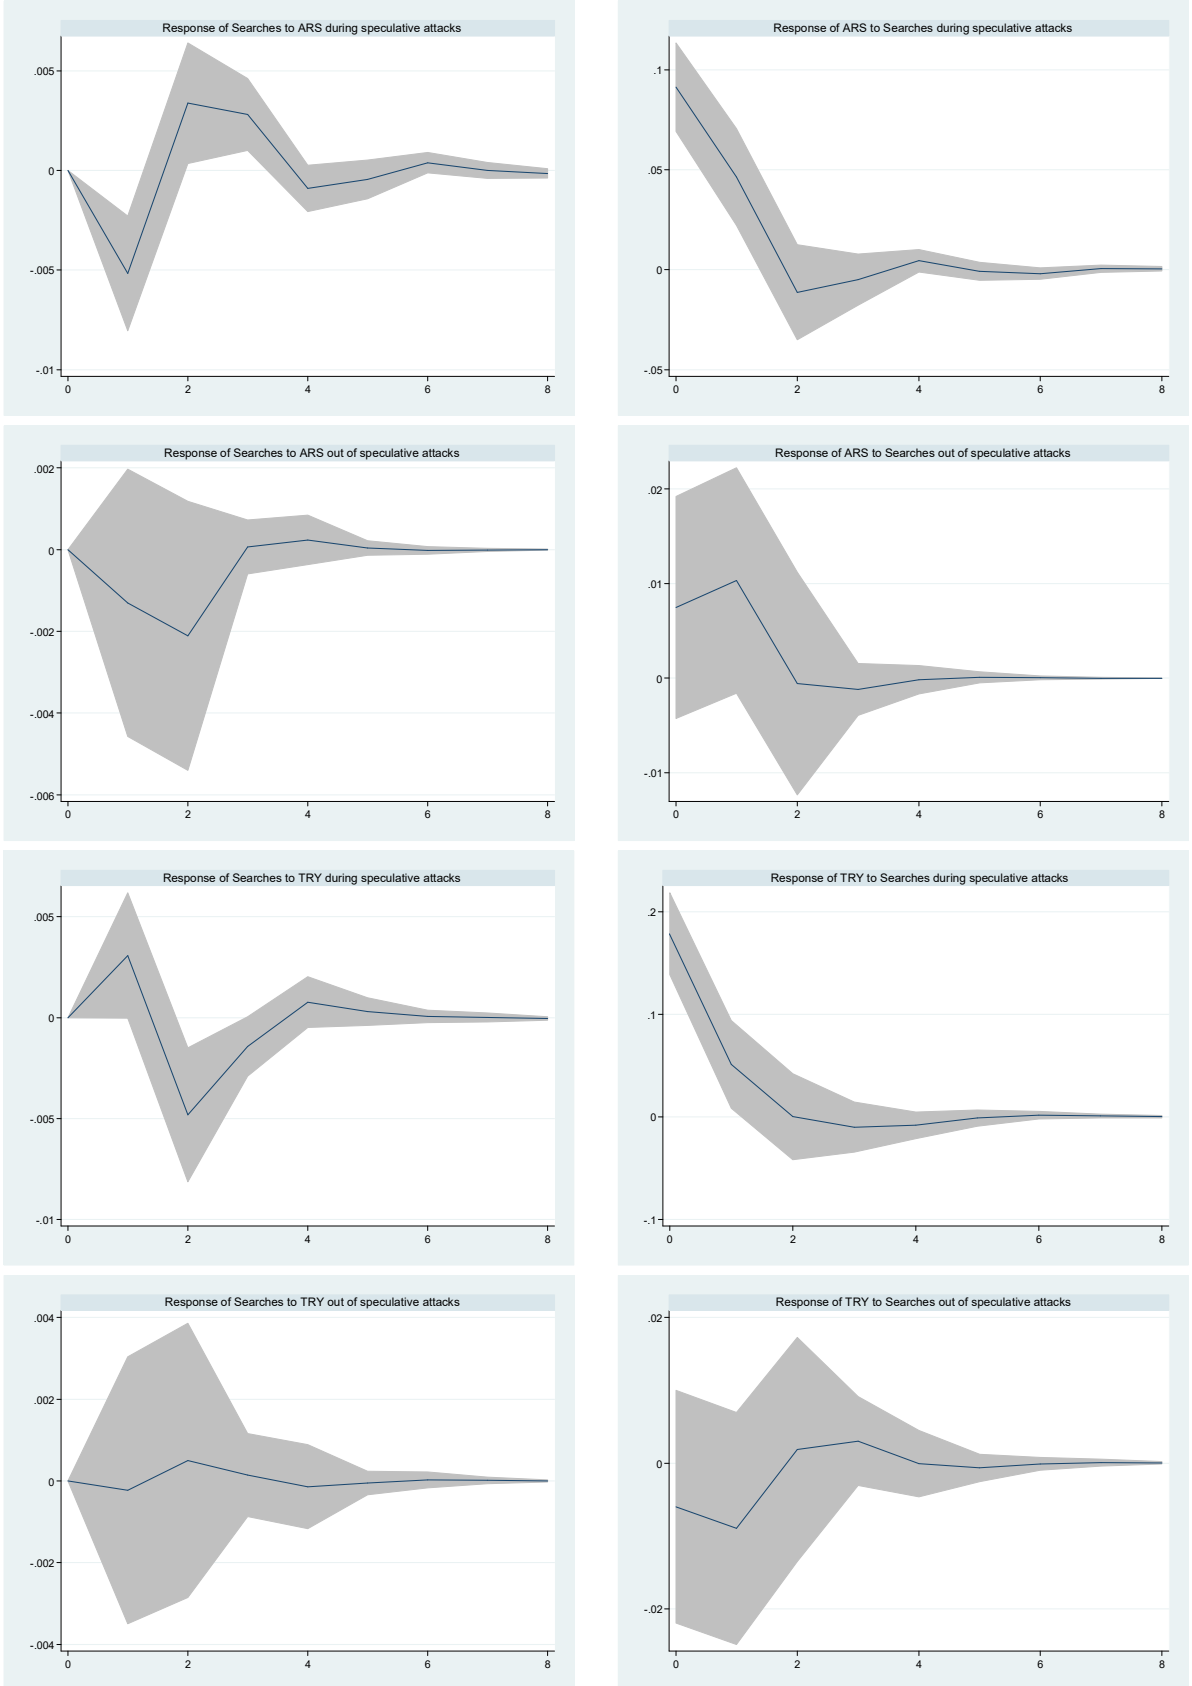 Response of Searches to ARS during speculative attacks
.005
0
-.005
-.01
0 2 4 6 8
Response of ARS to Searches during speculative attacks
.1
.05
0
-.05
0 2 4 6 8
Response of Searches to ARS out of speculative attacks
.002
0
-.002
-.004
-.006
0 2 4 6 8
Response of ARS to Searches out of speculative attacks
.02
.01
0
-.01
0 2 4 6 8
Response of Searches to TRY during speculative attacks
.005
0
-.005
-.01
0 2 4 6 8
Response of TRY to Searches during speculative attacks
.2
.1
0
-.1
0 2 4 6 8
Response of Searches to TRY out of speculative attacks
.004
.002
0
-.002
-.004
0 2 4 6 8
Response of TRY to Searches out of speculative attacks
.02
0
-.02
0 2 4 6 8